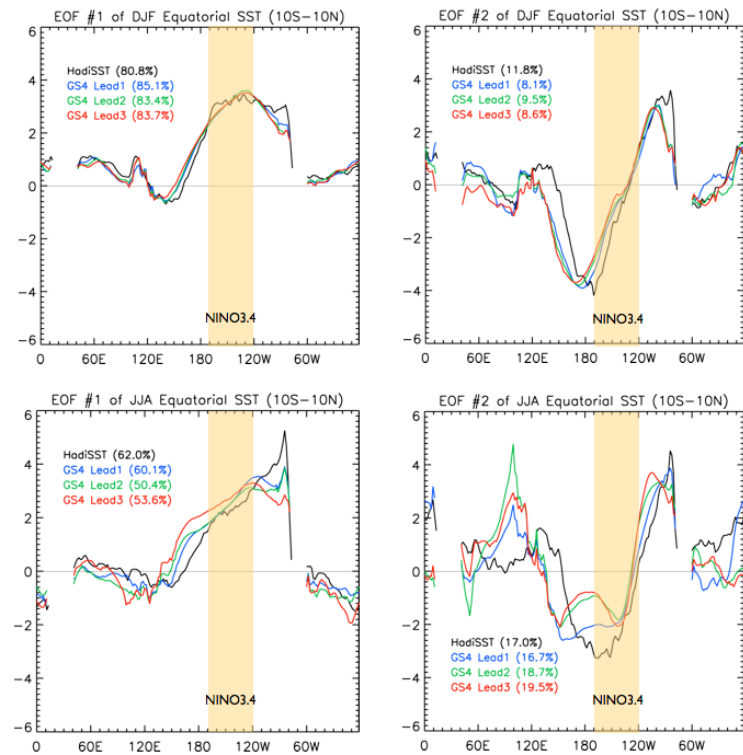 EOF #1 of DJF Equatorial SST (10S-10N)
6
4
2
0
-2
-4
-6
HadiSST (80.8%)
GS4 Lead1 (85.1%)
GS4 Lead2 (83.4%)
GS4 Lead3 (83.7%)
NINO3.4
0 60E 120E 180 120W 60W
EOF #2 of DJF Equatorial SST (10S-10N)
6
4
2
0
-2
-4
-6
HadiSST (11.8%)
GS4 Lead1 (8.1%)
GS4 Lead2 (9.5%)
GS4 Lead3 (8.6%)
NINO3.4
0 60E 120E 180 120W 60W
EOF #1 of JJA Equatorial SST (10S-10N)
6
4
2
0
-2
-4
-6
HadiSST (62.0%)
GS4 Lead1 (60.1%)
GS4 Lead2 (50.4%)
GS4 Lead3 (53.6%)
NINO3.4
0 60E 120E 180 120W 60W
EOF #2 of JJA Equatorial SST (10S-10N)
6
4
2
0
-2
-4
-6
HadiSST (17.0%)
GS4 Lead1 (16.7%)
GS4 Lead2 (18.7%)
GS4 Lead3 (19.5%)
NINO3.4
0 60E 120E 180 120W 60W